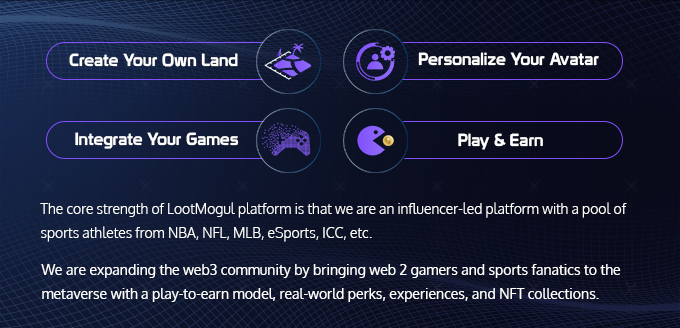 Create Your Own Land
Personalize Your Avatar
Integrate Your Games
Play & Earn
The core strength of LootMogul platform is that we are an influencer-led platform with a pool of
sports athletes from NBA, NFL, MLB, eSports, ICC, etc.
We are expanding the web3 community by bringing web 2 gamers and sports fanatics to the
metaverse with a play-to-earn model, real-world perks, experiences, and NFT collections.